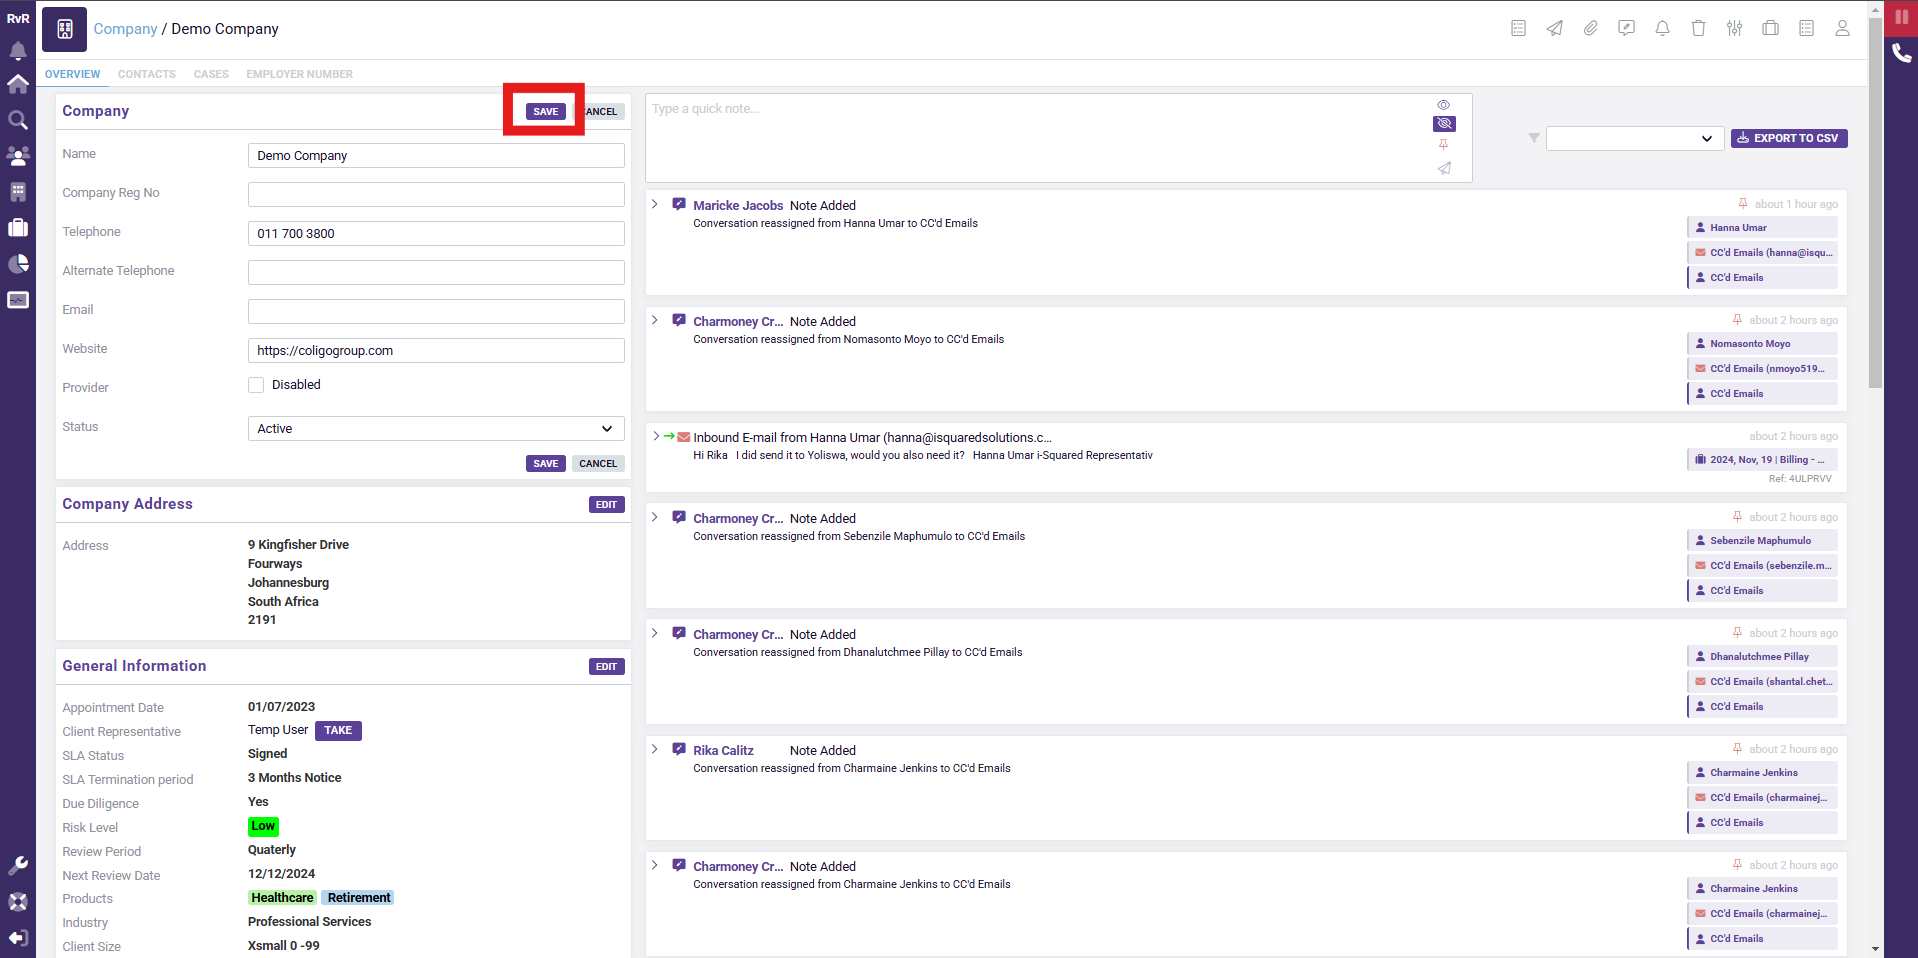 RvR
Company / Demo Company
OVERVIEW CONTACTS CASES EMPLOYER NUMBER
Company
SAVE
ANCEL
Name
Demo Company
Company Reg No
Telephone
011 700 3800
Alternate Telephone
Email
Website
https://coligogroup.com
Provider
Disabled
Status
Active
SAVE CANCEL
Company Address
EDIT
Address
9 Kingfisher Drive
Fourways
Johannesburg
South Africa
2191
General Information
EDIT
Appointment Date 01/07/2023
Client Representative Temp User TAKE
SLA Status Signed
SLA Termination period 3 Months Notice
Due Diligence Yes
Risk Level Low
Review Period Quaterly
Next Review Date 12/12/2024
Products Healthcare Retirement
Industry Professional Services
Client Size Xsmall 0 -99
Type a quick note...
EXPORT TO CSV
Maricke Jacobs Note Added
about 1 hour ago
Conversation reassigned from Hanna Umar to CC'd Emails
Hanna Umar
CC'd Emails (hanna@isqu...
CC'd Emails
Charmoney Cr... Note Added
about 2 hours ago
Conversation reassigned from Nomasonto Moyo to CC'd Emails
Nomasonto Moyo
CC'd Emails (nmoyo519...
CC'd Emails
Inbound E-mail from Hanna Umar (hanna@isquaredsolutions.c...
about 2 hours ago
Hi Rika I did send it to Yoliswa, would you also need it? Hanna Umar i-Squared Representativ
2024, Nov, 19 | Billing - ...
Ref: 4ULPRVV
Charmoney Cr... Note Added
about 2 hours ago
Conversation reassigned from Sebenzile Maphumulo to CC'd Emails
Sebenzile Maphumulo
CC'd Emails (sebenzile.m...
CC'd Emails
Charmoney Cr... Note Added
about 2 hours ago
Conversation reassigned from Dhanalutchmee Pillay to CC'd Emails
Dhanalutchmee Pillay
CC'd Emails (shantal.chet...
CC'd Emails
Rika Calitz Note Added
about 2 hours ago
Conversation reassigned from Charmaine Jenkins to CC'd Emails
Charmaine Jenkins
CC'd Emails (charmainej...
CC'd Emails
Charmoney Cr... Note Added
about 2 hours ago
Conversation reassigned from Charmaine Jenkins to CC'd Emails
Charmaine Jenkins
CC'd Emails (charmainej...
CC'd Emails